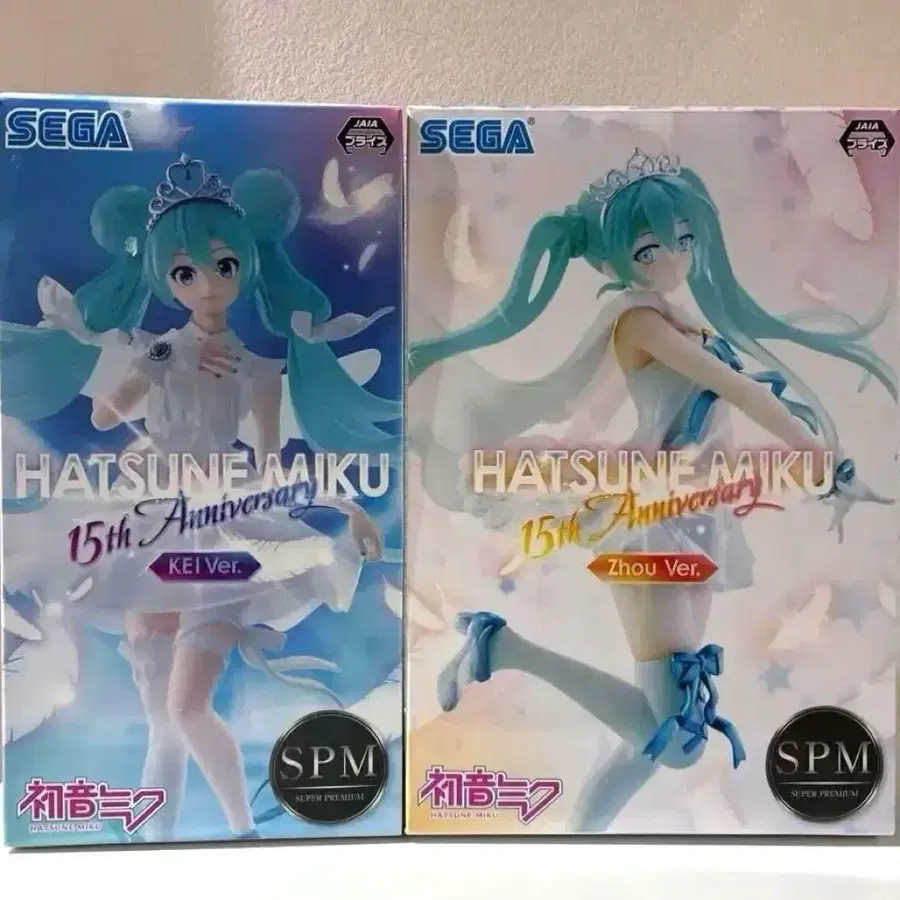 SEGA®
JAIA
プライズ
HATSUNE MIKU
15th Anniversary
KEI Ver.
初音ミク
HATSUNE MIKU
SPM
SUPER PREMIUM
SEGA®
JAIA
プライズ
HATSUNE MIKU
15th Anniversary
Zhou Ver.
初音ミク
HATSUNE MIKU
SPM
SUPER PREMIUM